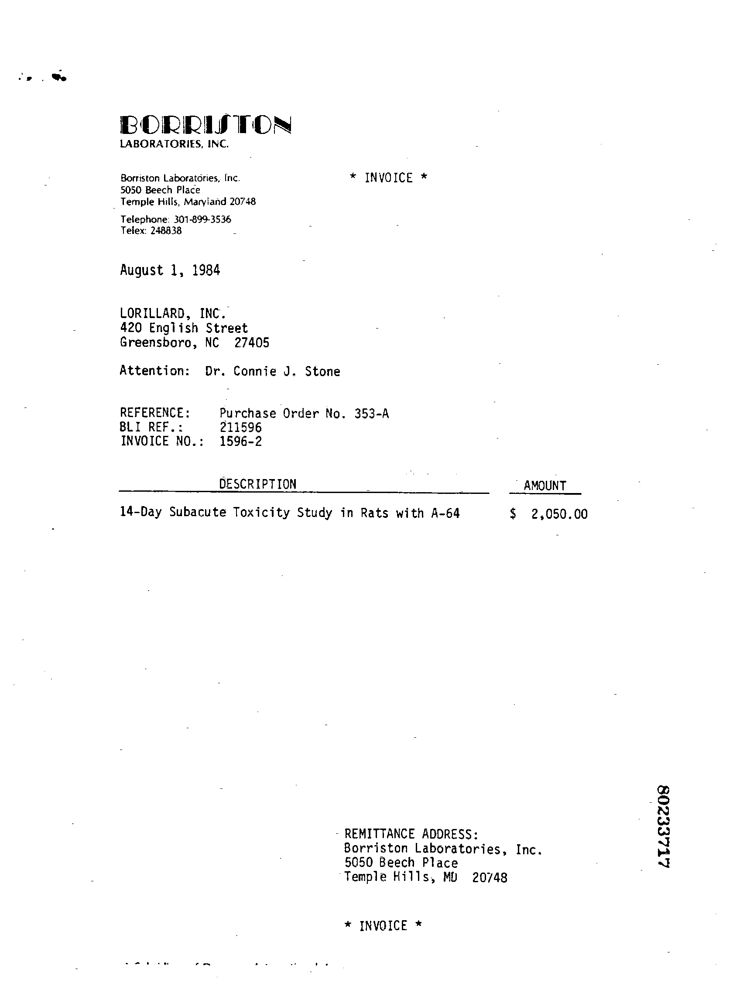 BORRISTON
LABORATORIES, INC.
Borriston Laboratories, Inc.
5050 Beech Place
Temple Hills, Maryland 20748
Telephone: 301-899-3536
Telex: 248838
* INVOICE *
August 1, 1984
LORILLARD, INC.
420 English Street
Greensboro, NC 27405
Attention: Dr. Connie J. Stone
REFERENCE: Purchase Order No. 353-A
BLI REF.: 211596
INVOICE NO.: 1596-2
DESCRIPTION AMOUNT
14-Day Subacute Toxicity Study in Rats with A-64 $ 2,050.00
80233717
REMITTANCE ADDRESS:
Borriston Laboratories, Inc.
5050 Beech Place
Temple Hills, MD 20748
* INVOICE *